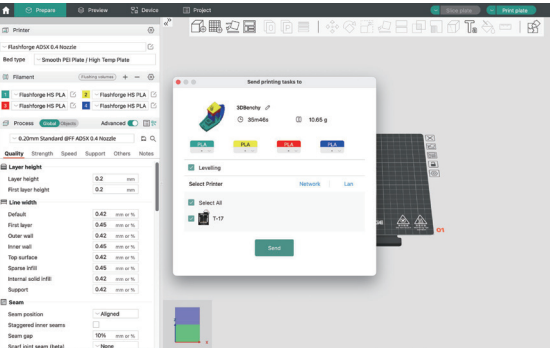 Prepare Preview Device Project Slice plate Print plate
Printer
Flashforge AD5X 0.4 Nozzle
Bed type Smooth PEI Plate / High Temp Plate
Filament Flushing volumes
1 Flashforge HS PLA 2 Flashforge HS PLA
3 Flashforge HS PLA 4 Flashforge HS PLA
Process Global Objects Advanced
0.20mm Standard @FF AD5X 0.4 Nozzle
Quality Strength Speed Support Others Notes
Layer height
Layer height 0.2 mm
First layer height 0.2 mm
Line width
Default 0.42 mm or %
First layer 0.45 mm or %
Outer wall 0.42 mm or %
Inner wall 0.45 mm or %
Top surface 0.42 mm or %
Sparse infill 0.45 mm or %
Internal solid infill 0.42 mm or %
Support 0.42 mm or %
Seam
Seam position Aligned
Staggered inner seams
Seam gap 10% mm or %
Scarf joint seam (beta) None
Send printing tasks to
3DBenchy
35m46s 10.65 g
PLA PLA PLA PLA
Levelling
Select Printer Network Lan
Select All
T-17
Send
01